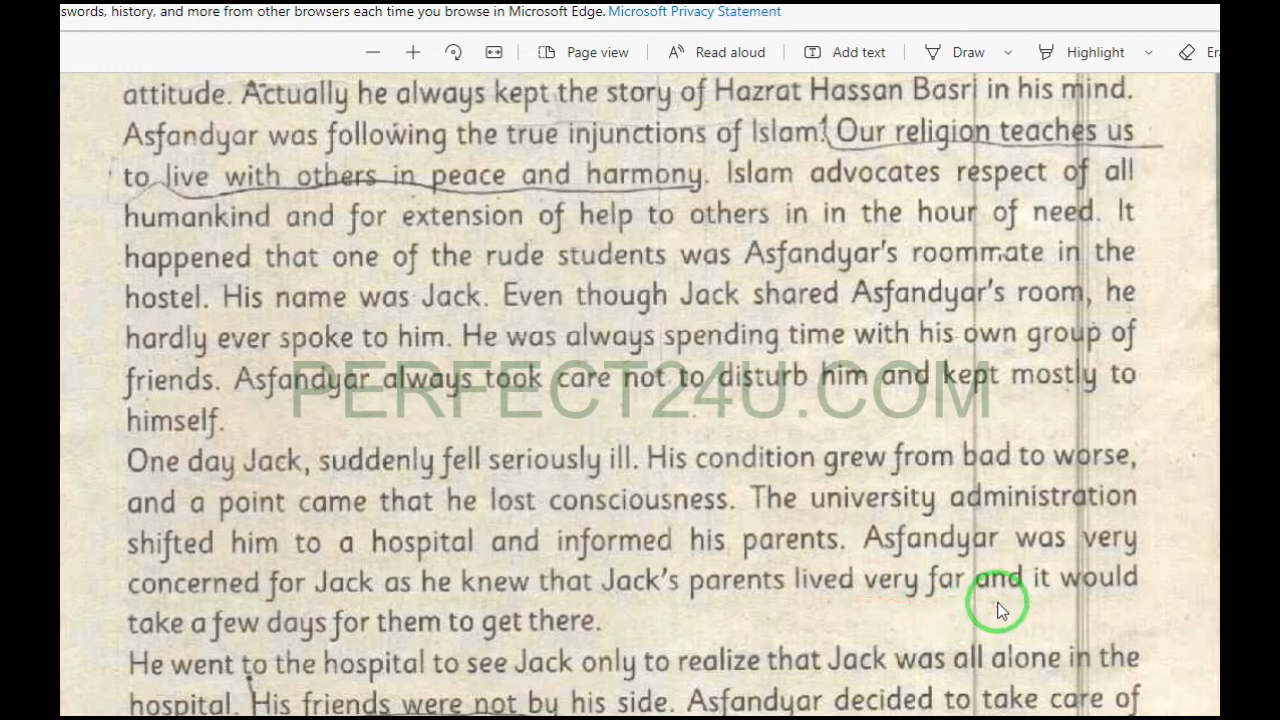 swords, history, and more from other browsers each time you browse in Microsoft Edge. Microsoft Privacy Statement
Page view Read aloud Add text Draw Highlight Er
attitude. Actually he always kept the story of Hazrat Hassan Basri in his mind.
Asfandyar was following the true injunctions of Islam. Our religion teaches us
to live with others in peace and harmony. Islam advocates respect of all
humankind and for extension of help to others in in the hour of need. It
happened that one of the rude students was Asfandyar's roommate in the
hostel. His name was Jack. Even though Jack shared Asfandyar's room, he
hardly ever spoke to him. He was always spending time with his own group of
friends. Asfandyar always took care not to disturb him and kept mostly to
PERFECT24U.COM
himself.
One day Jack, suddenly fell seriously ill. His condition grew from bad to worse,
and a point came that he lost consciousness. The university administration
shifted him to a hospital and informed his parents. Asfandyar was very
concerned for Jack as he knew that Jack's parents lived very far and it would
take a few days for them to get there.
He went to the hospital to see Jack only to realize that Jack was all alone in the
hospital. His friends were not by his side. Asfandyar decided to take care of